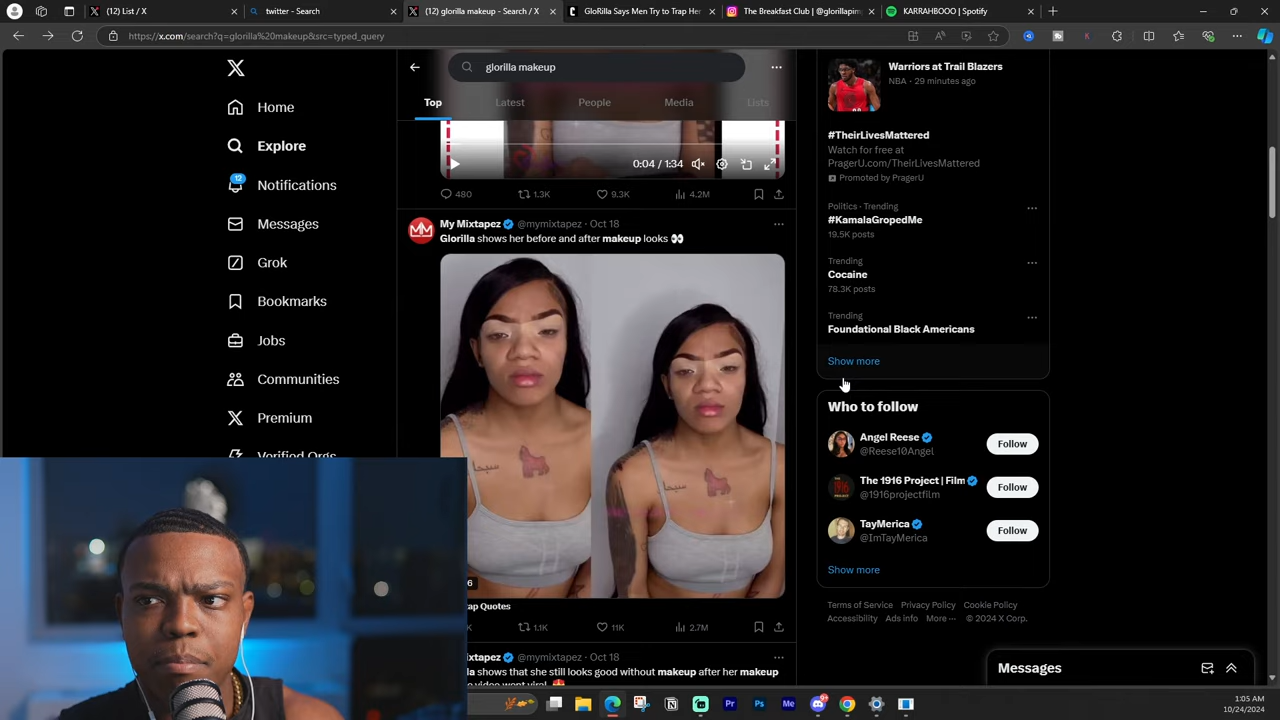 (12) List / X
twitter - Search
(12) glorilla makeup - Search / X
GloRilla Says Men Try to Trap Her
The Breakfast Club | @glorillapim
KARRAHBOOO | Spotify
https://x.com/search?q=glorilla%20makeup&src=typed_query
glorilla makeup
Top
Latest
People
Media
Lists
Home
Explore
12
Notifications
Messages
Grok
Bookmarks
Jobs
Communities
Premium
Verified Orgs
0:04 / 1:34
480
1.3K
9.3K
4.2M
My Mixtapez @mymixtapez · Oct 18
Glorilla shows her before and after makeup looks 👀
1.1K
11K
2.7M
@mymixtapez · Oct 18
shows that she still looks good without makeup after her makeup
Warriors at Trail Blazers
NBA · 29 minutes ago
#TheirLivesMattered
Watch for free at
PragerU.com/TheirLivesMattered
Promoted by PragerU
Politics · Trending
#KamalaGropedMe
19.5K posts
Trending
Cocaine
78.3K posts
Trending
Foundational Black Americans
Show more
Who to follow
Angel Reese
@Reese10Angel
Follow
The 1916 Project | Film
@1916projectfilm
Follow
TayMerica
@ImTayMerica
Follow
Show more
Terms of Service Privacy Policy Cookie Policy
Accessibility Ads info More ··· © 2024 X Corp.
Messages
1:05 AM
10/24/2024